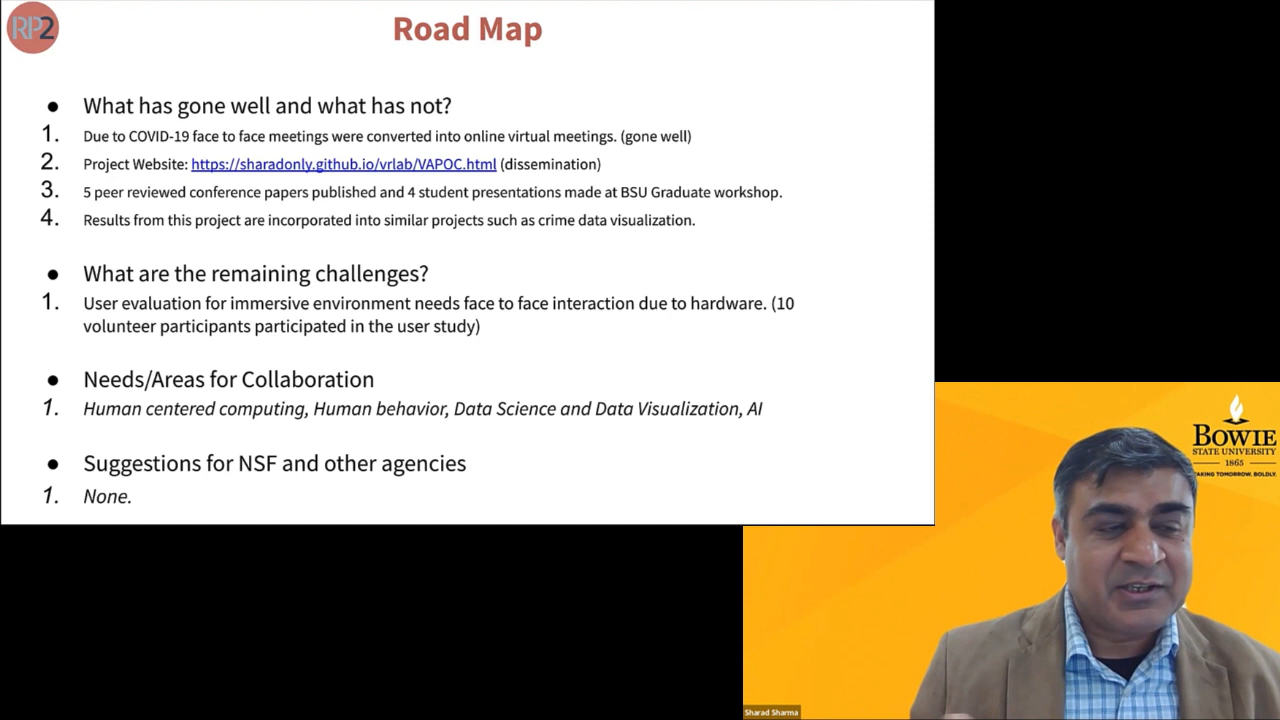 RP2
Road Map
● What has gone well and what has not?
1. Due to COVID-19 face to face meetings were converted into online virtual meetings. (gone well)
2. Project Website: https://sharadonly.github.io/vrlab/VAPOC.html (dissemination)
3. 5 peer reviewed conference papers published and 4 student presentations made at BSU Graduate workshop.
4. Results from this project are incorporated into similar projects such as crime data visualization.
● What are the remaining challenges?
1. User evaluation for immersive environment needs face to face interaction due to hardware. (10
volunteer participants participated in the user study)
● Needs/Areas for Collaboration
1. Human centered computing, Human behavior, Data Science and Data Visualization, AI
● Suggestions for NSF and other agencies
1. None.
BOWIE
STATE UNIVERSITY
1865
TAKING TOMORROW. BOLDLY.
Sharad Sharma